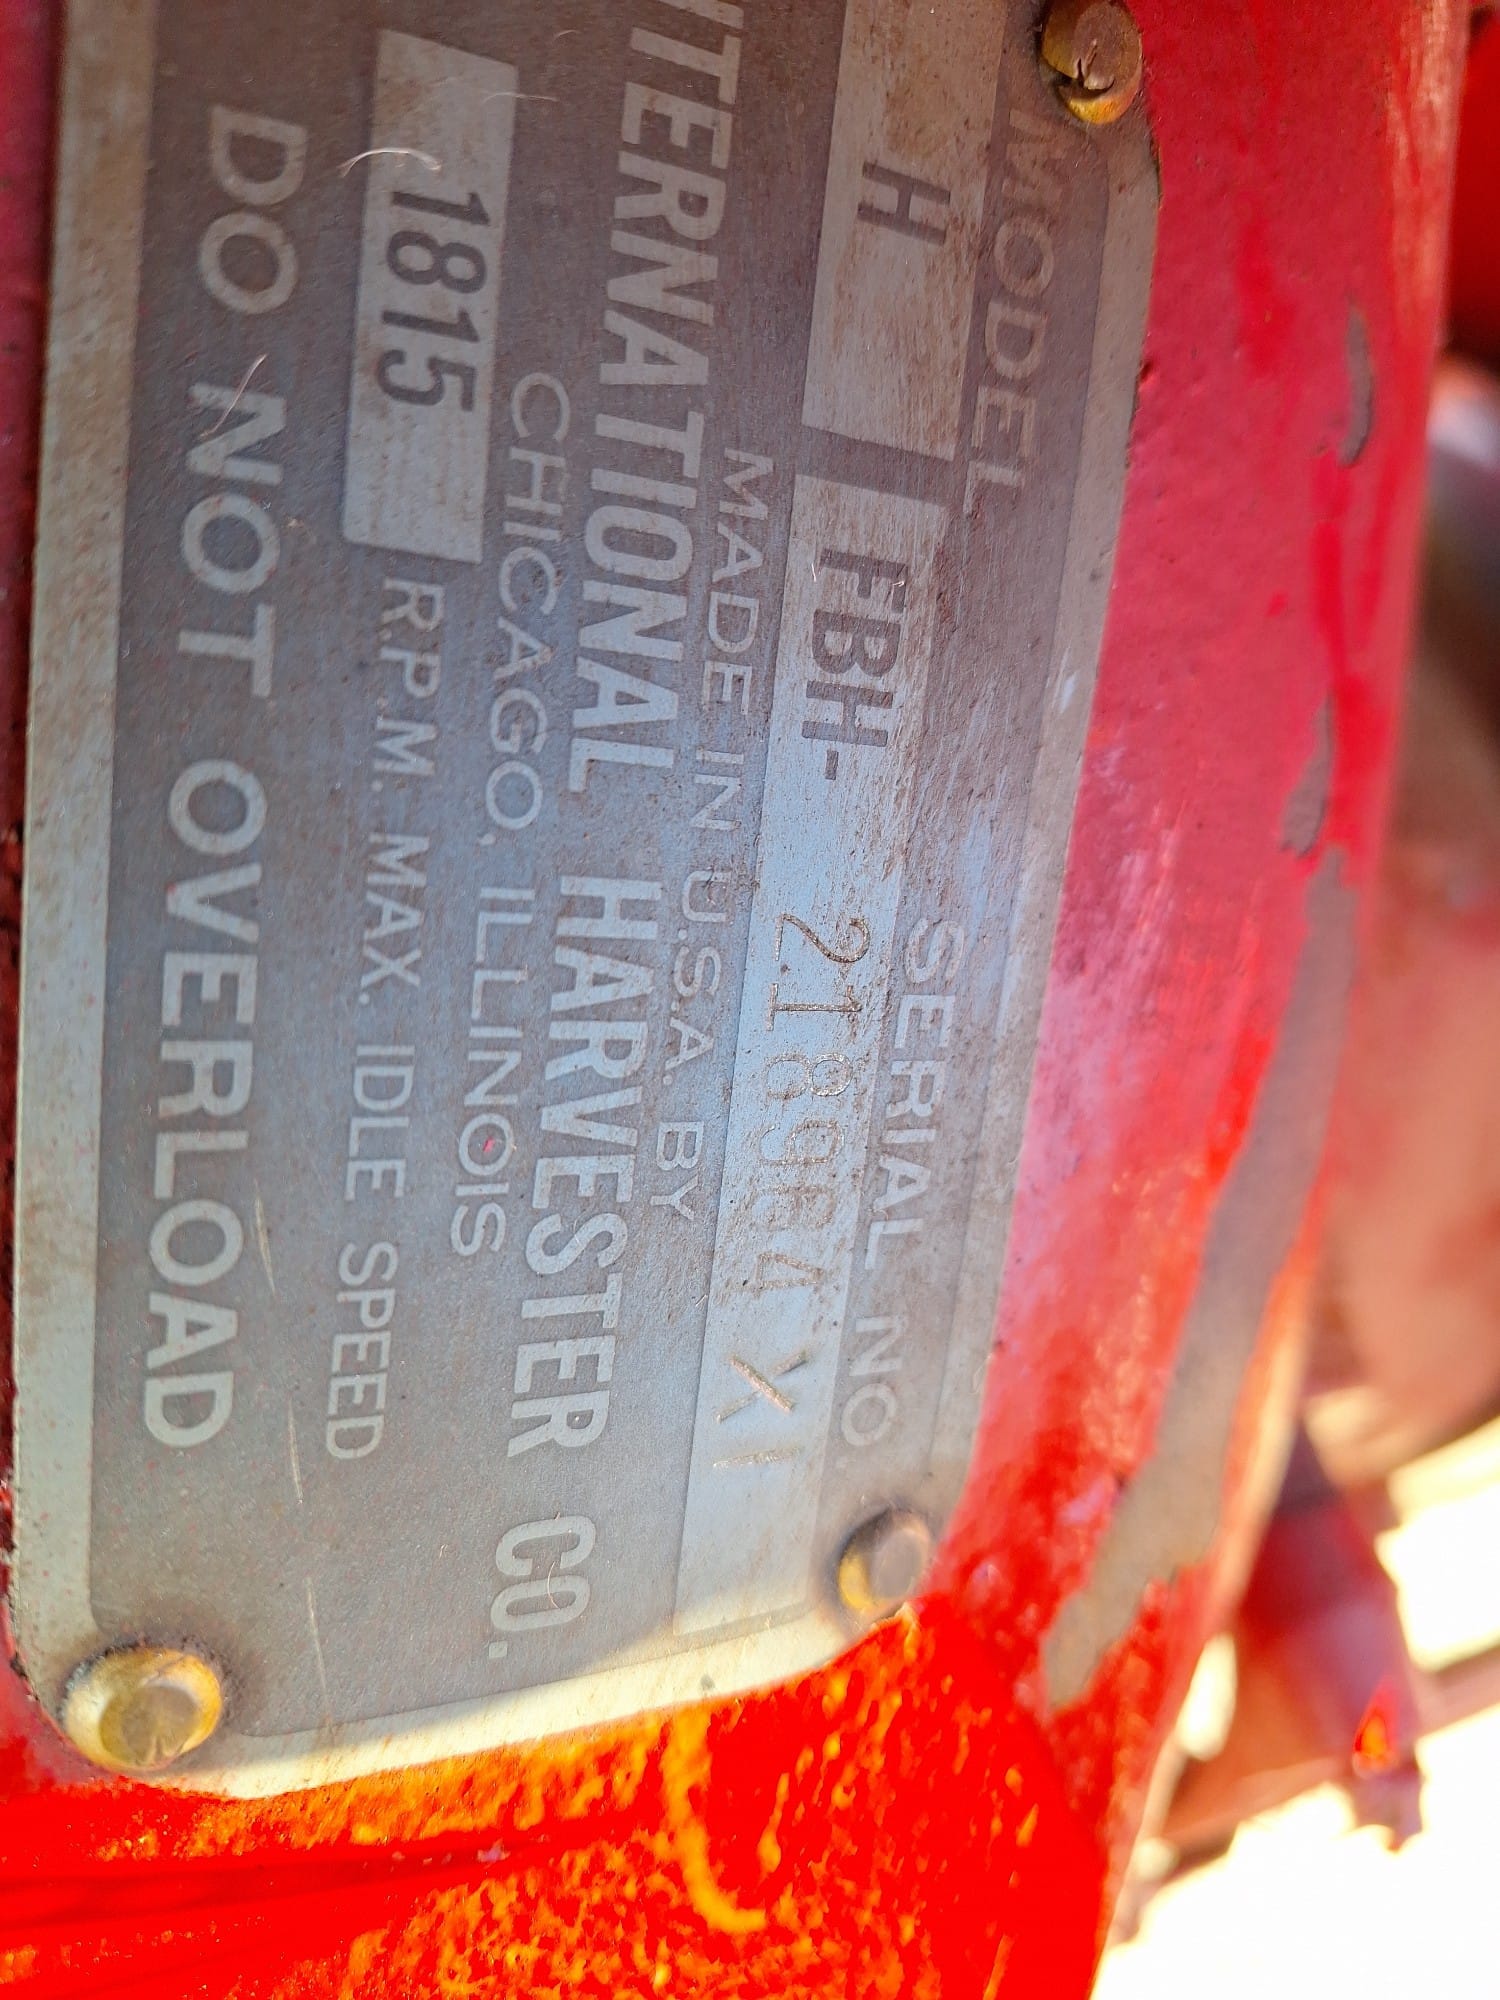 MODEL SERIAL NO.
H FBH- 218964 X1
MADE IN U.S.A. BY
INTERNATIONAL HARVESTER CO.
CHICAGO, ILLINOIS
1815 R.P.M. MAX. IDLE SPEED
DO NOT OVERLOAD